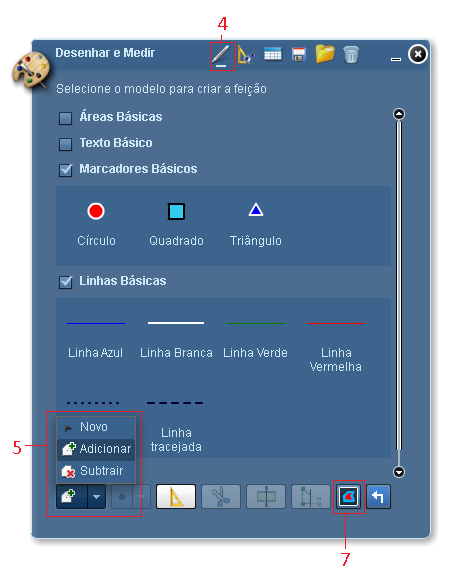 4
Desenhar e Medir
Selecione o modelo para criar a feição
Áreas Básicas
Texto Básico
Marcadores Básicos
Círculo Quadrado Triângulo
Linhas Básicas
Linha Azul Linha Branca Linha Verde Linha
Vermelha
Linha
tracejada
5
Novo
Adicionar
Subtrair
7